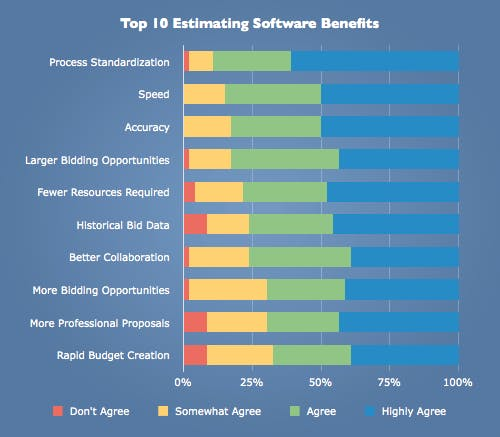 Top 10 Estimating Software Benefits
Process Standardization
Speed
Accuracy
Larger Bidding Opportunities
Fewer Resources Required
Historical Bid Data
Better Collaboration
More Bidding Opportunities
More Professional Proposals
Rapid Budget Creation
0% 25% 50% 75% 100%
Don't Agree Somewhat Agree Agree Highly Agree